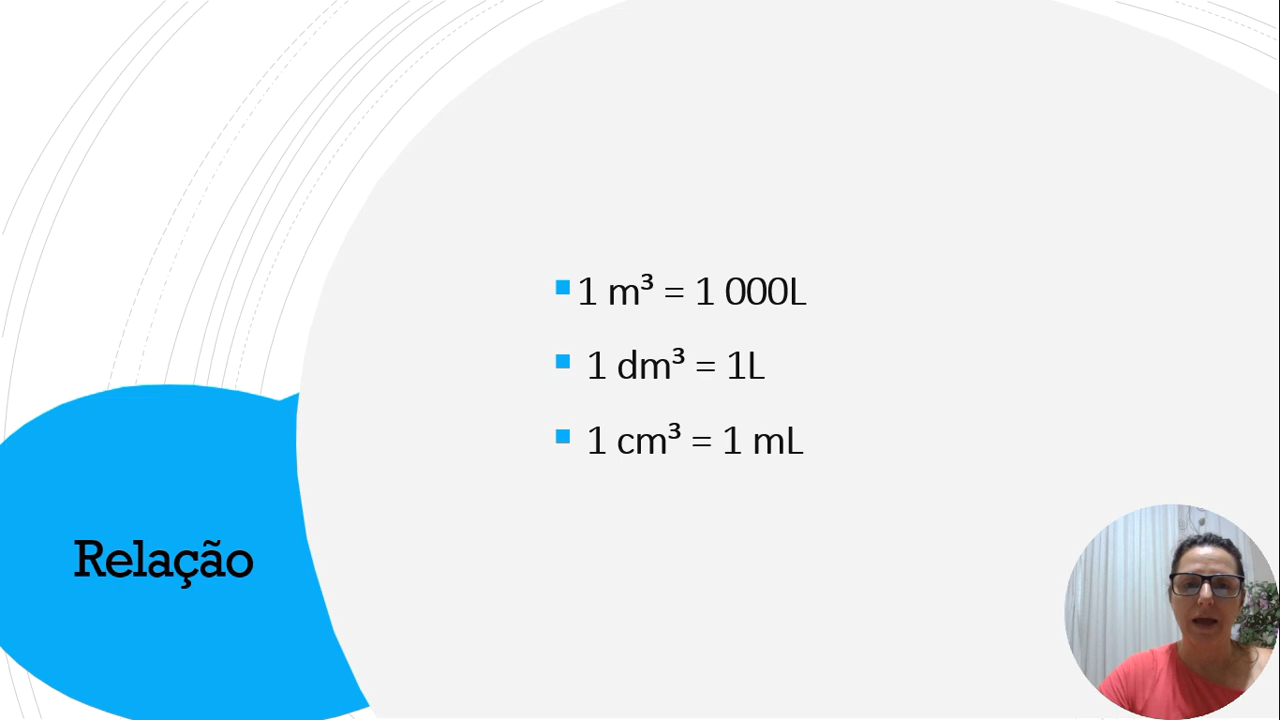 1 m³ = 1 000L
1 dm³ = 1L
1 cm³ = 1 mL
Relação